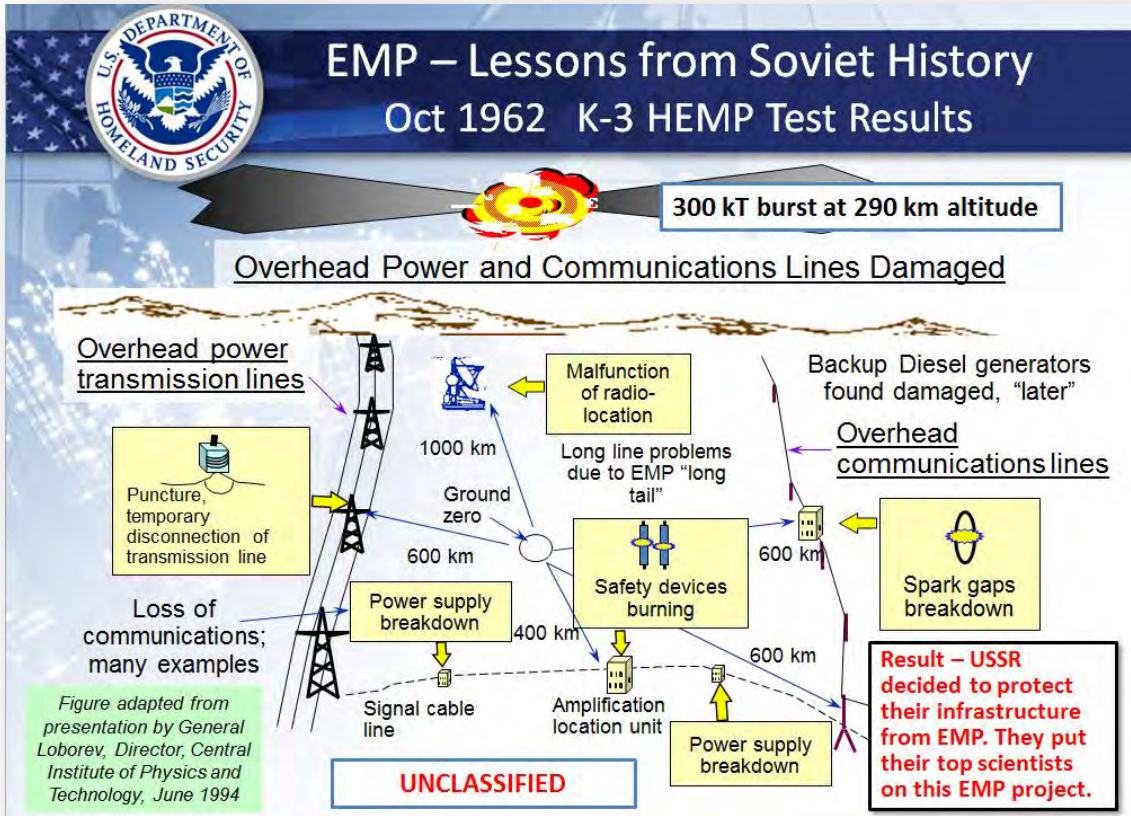 U.S. DEPARTMENT OF
HOMELAND SECURITY
EMP – Lessons from Soviet History
Oct 1962 K-3 HEMP Test Results
300 kT burst at 290 km altitude
Overhead Power and Communications Lines Damaged
Overhead power
transmission lines
Malfunction
of radio-
location
Backup Diesel generators
found damaged, “later”
1000 km
Long line problems
due to EMP “long
tail”
Overhead
communications lines
Puncture,
temporary
disconnection of
transmission line
Ground
zero
600 km
Safety devices
burning
600 km
Spark gaps
breakdown
Loss of
communications;
many examples
Power supply
breakdown
400 km
600 km
Signal cable
line
Amplification
location unit
Power supply
breakdown
Result – USSR
decided to protect
their infrastructure
from EMP. They put
their top scientists
on this EMP project.
Figure adapted from
presentation by General
Loborev, Director, Central
Institute of Physics and
Technology, June 1994
UNCLASSIFIED